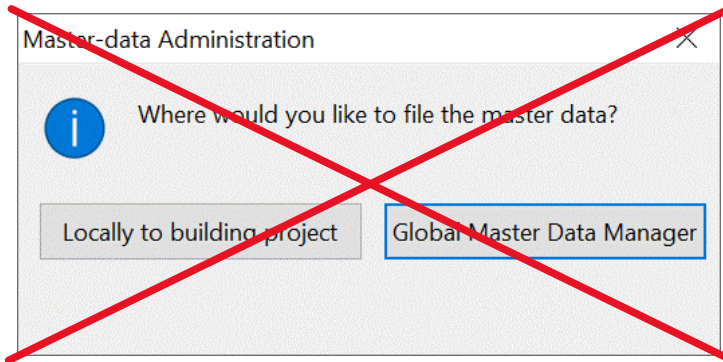 Master-data Administration
Where would you like to file the master data?
Locally to building project
Global Master Data Manager